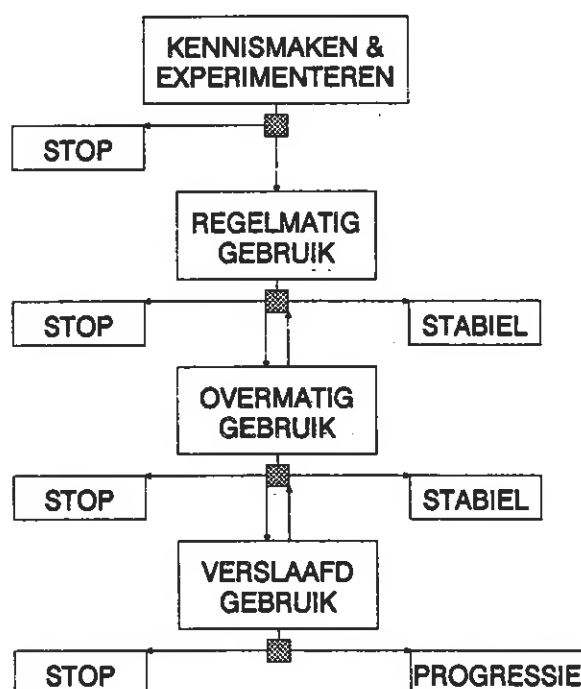 KENNISMAKEN &
EXPERIMENTEREN
STOP
REGELMATIG
GEBRUIK
STOP
STABIEL
OVERMATIG
GEBRUIK
STOP
STABIEL
VERSLAAFD
GEBRUIK
STOP
PROGRESSIE